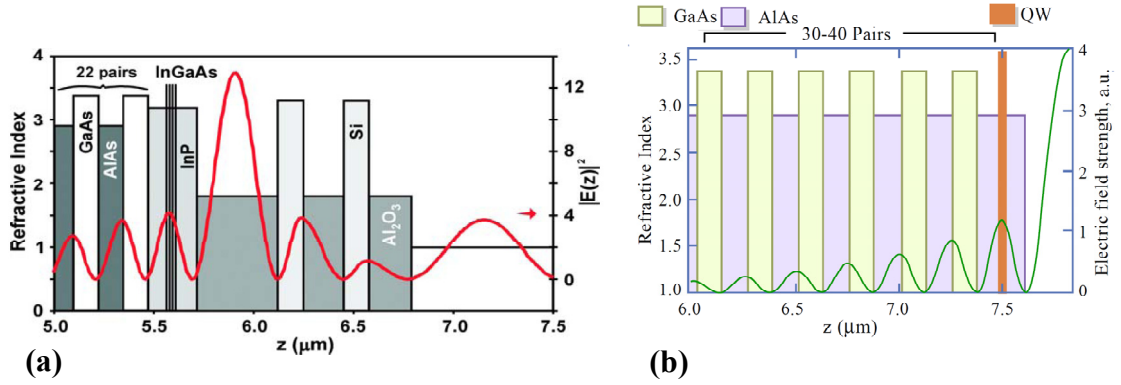 22 pairs
InGaAs
GaAs
AlAs
InP
Si
Al2O3
Refractive Index
4
3
2
1
0
|E(z)|²
12
8
4
0
5.0 5.5 6.0 6.5 7.0 7.5
z (μm)
(a)
GaAs AlAs QW
30-40 Pairs
Refractive Index
3.5
3.0
2.5
2.0
1.5
1.0
Electric field strength, a.u.
4
3
2
1
0
6.0 6.5 7.0 7.5
z (μm)
(b)